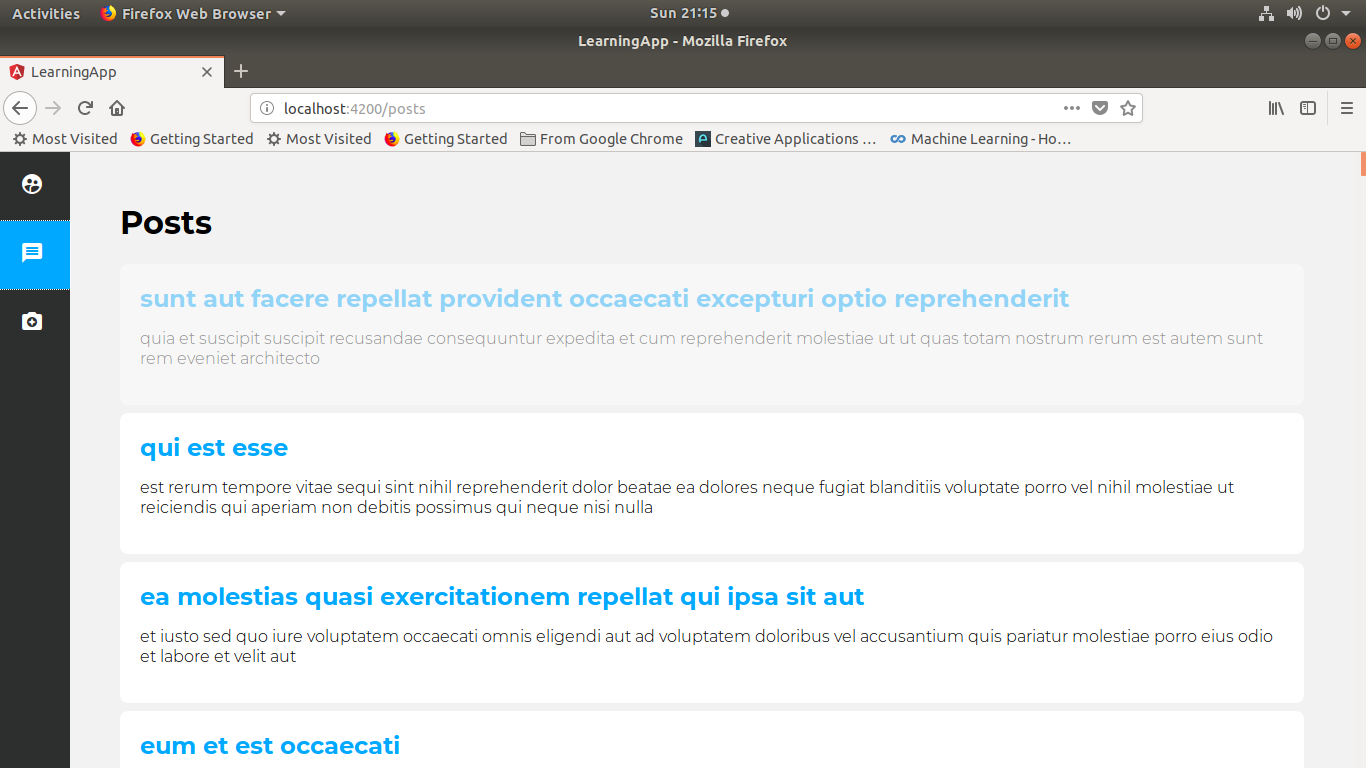 Activities Firefox Web Browser Sun 21:15
LearningApp - Mozilla Firefox
LearningApp
localhost:4200/posts
Most Visited Getting Started Most Visited Getting Started From Google Chrome Creative Applications … Machine Learning - Ho…
Posts
sunt aut facere repellat provident occaecati excepturi optio reprehenderit
quia et suscipit suscipit recusandae consequuntur expedita et cum reprehenderit molestiae ut ut quas totam nostrum rerum est autem sunt
rem eveniet architecto
qui est esse
est rerum tempore vitae sequi sint nihil reprehenderit dolor beatae ea dolores neque fugiat blanditiis voluptate porro vel nihil molestiae ut
reiciendis qui aperiam non debitis possimus qui neque nisi nulla
ea molestias quasi exercitationem repellat qui ipsa sit aut
et iusto sed quo iure voluptatem occaecati omnis eligendi aut ad voluptatem doloribus vel accusantium quis pariatur molestiae porro eius odio
et labore et velit aut
eum et est occaecati